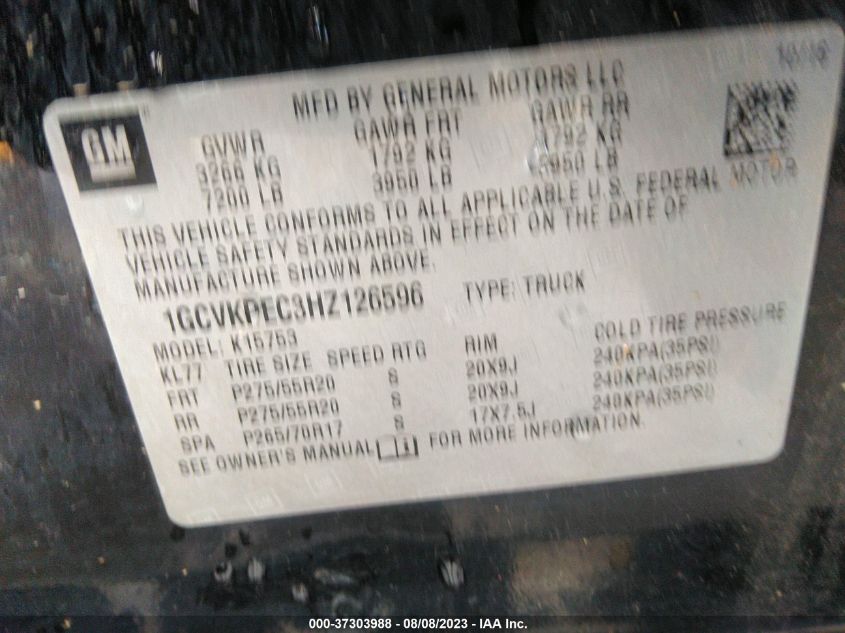 10/16
MFD BY GENERAL MOTORS LLC
GM
GVWR GAWR FRT GAWR RR
3266 KG 1792 KG 1792 KG
7200 LB 3950 LB 3950 LB
THIS VEHICLE CONFORMS TO ALL APPLICABLE U.S. FEDERAL MOTOR
VEHICLE SAFETY STANDARDS IN EFFECT ON THE DATE OF
MANUFACTURE SHOWN ABOVE.
1GCVKPEC3HZ126596 TYPE: TRUCK
MODEL: K15753
KL77 TIRE SIZE SPEED RTG RIM COLD TIRE PRESSURE
FRT P275/55R20 S 20X9J 240KPA(35PSI)
RR P275/55R20 S 20X9J 240KPA(35PSI)
SPA P265/70R17 S 17X7.5J 240KPA(35PSI)
SEE OWNER'S MANUAL FOR MORE INFORMATION.
000-37303988 - 08/08/2023 - IAA Inc.